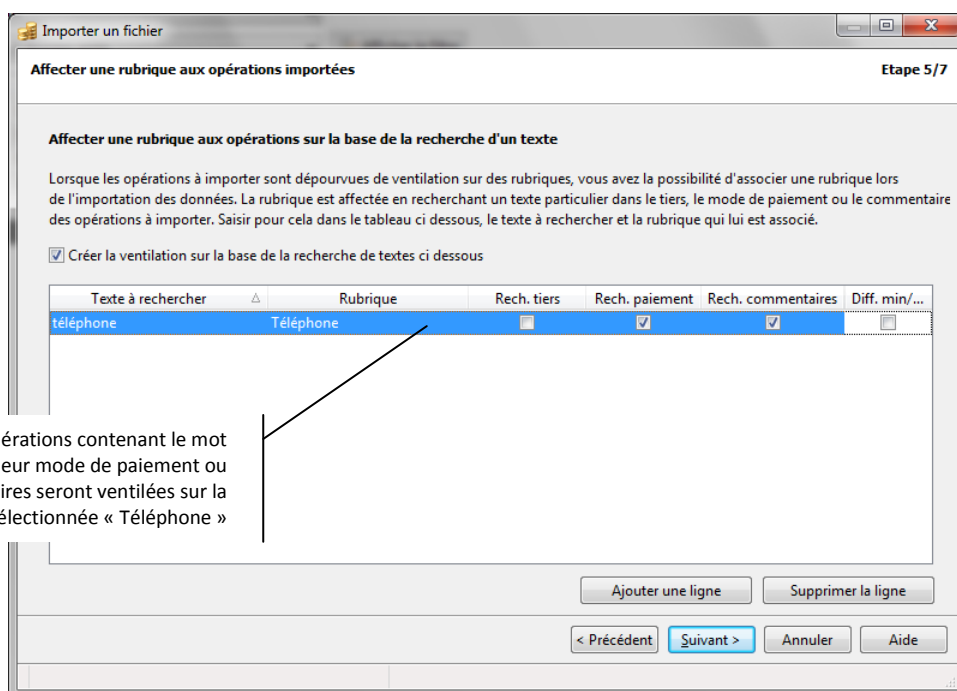 Importer un fichier
Affecter une rubrique aux opérations importées Etape 5/7
Affecter une rubrique aux opérations sur la base de la recherche d'un texte
Lorsque les opérations à importer sont dépourvues de ventilation sur des rubriques, vous avez la possibilité d'associer une rubrique lors
de l'importation des données. La rubrique est affectée en recherchant un texte particulier dans le tiers, le mode de paiement ou le commentaire
des opérations à importer. Saisir pour cela dans le tableau ci dessous, le texte à rechercher et la rubrique qui lui est associé.
Créer la ventilation sur la base de la recherche de textes ci dessous
Texte à rechercher Rubrique Rech. tiers Rech. paiement Rech. commentaires Diff. min/...
téléphone Téléphone
érations contenant le mot
eur mode de paiement ou
ires seront ventilées sur la
électionnée « Téléphone »
Ajouter une ligne Supprimer la ligne
< Précédent Suivant > Annuler Aide